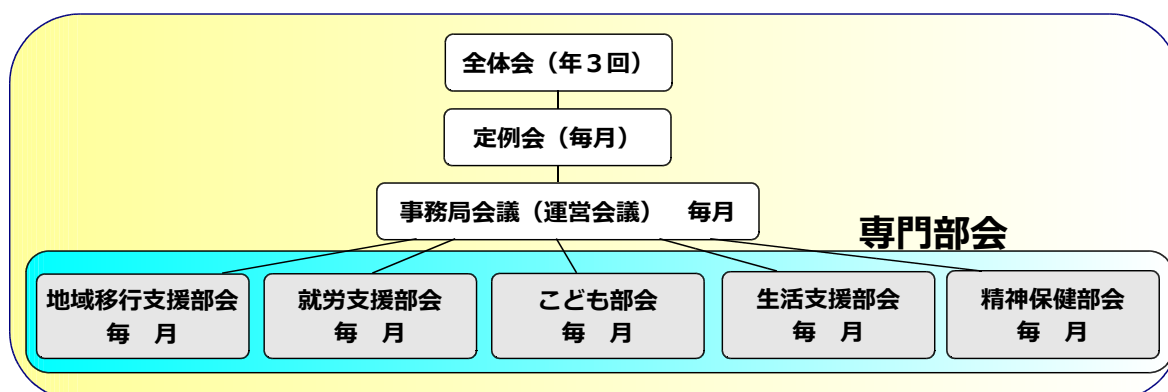 全体会（年３回）
定例会（毎月）
事務局会議（運営会議）　毎月
専門部会
地域移行支援部会
毎　月
就労支援部会
毎　月
こども部会
毎　月
生活支援部会
毎　月
精神保健部会
毎　月